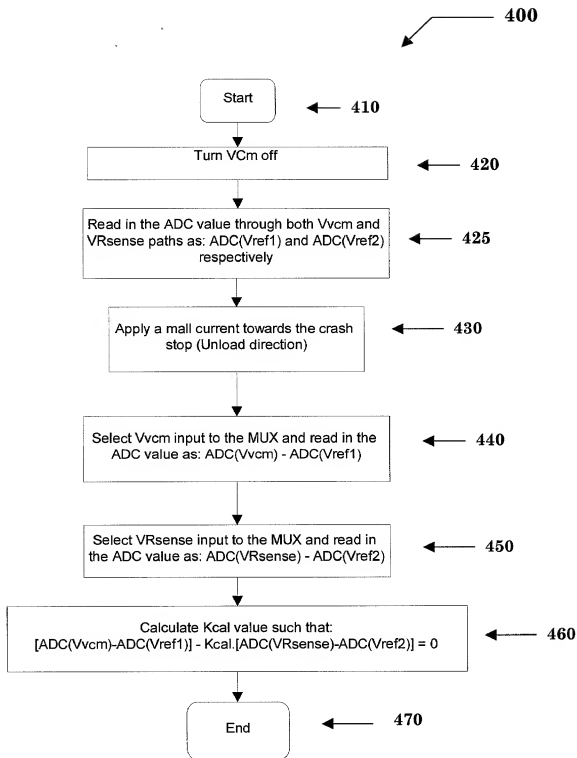 400
Start
410
Turn VCm off
420
Read in the ADC value through both Vvcm and
VRsense paths as: ADC(Vref1) and ADC(Vref2)
respectively
425
Apply a mall current towards the crash
stop (Unload direction)
430
Select Vvcm input to the MUX and read in the
ADC value as: ADC(Vvcm) - ADC(Vref1)
440
Select VRsense input to the MUX and read in
the ADC value as: ADC(VRsense) - ADC(Vref2)
450
Calculate Kcal value such that:
[ADC(Vvcm)-ADC(Vref1)] - Kcal.[ADC(VRsense)-ADC(Vref2)] = 0
460
End
470